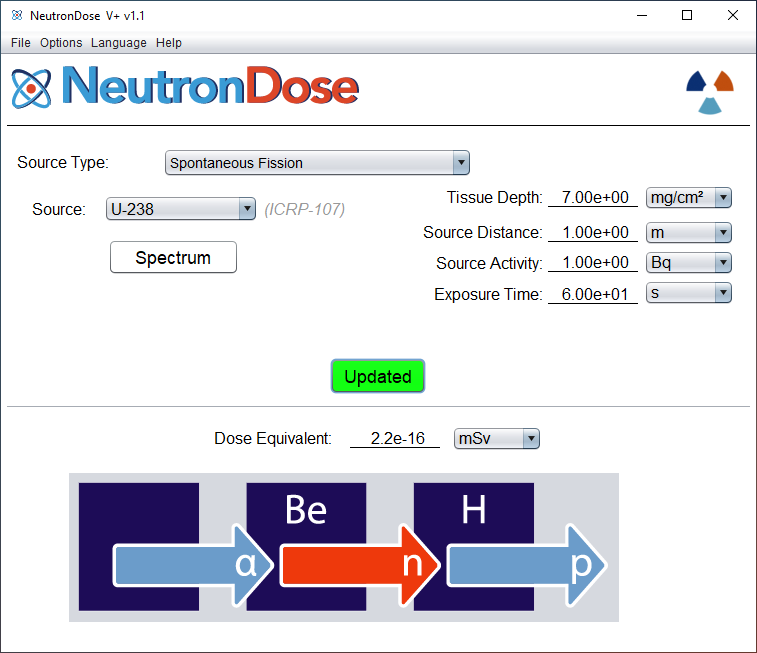 NeutronDose V+ v1.1
File Options Language Help
NeutronDose
Source Type: Spontaneous Fission
Source: U-238 (ICRP-107)
Spectrum
Tissue Depth: 7.00e+00 mg/cm²
Source Distance: 1.00e+00 m
Source Activity: 1.00e+00 Bq
Exposure Time: 6.00e+01 s
Updated
Dose Equivalent: 2.2e-16 mSv
Be H
α n p